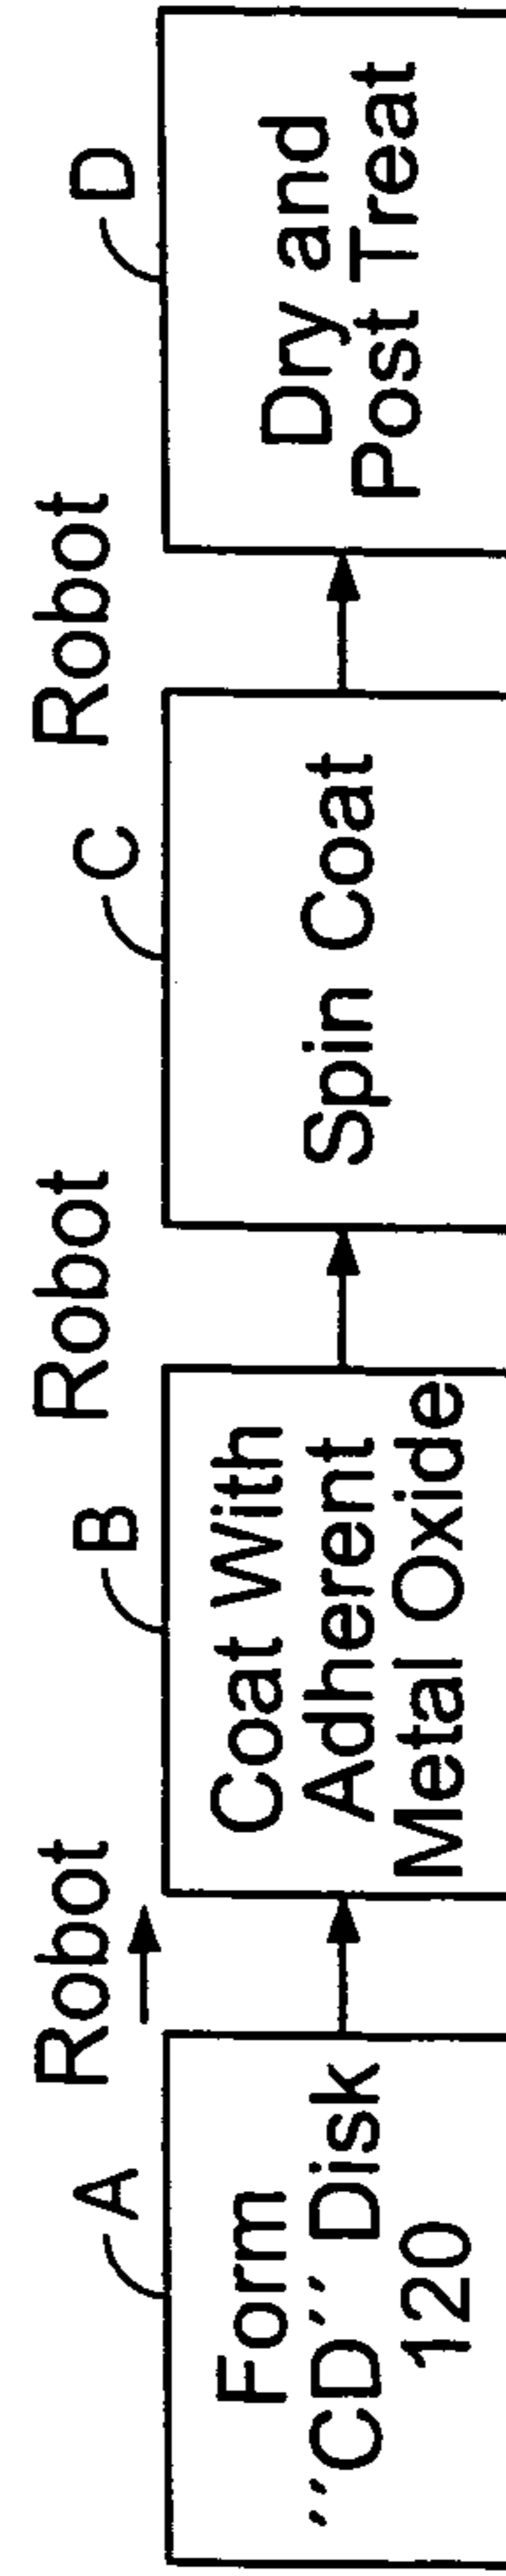 A
Form
"CD" Disk
120
Robot
B
Coat With
Adherent
Metal Oxide
Robot
C
Spin Coat
Robot
D
Dry and
Post Treat